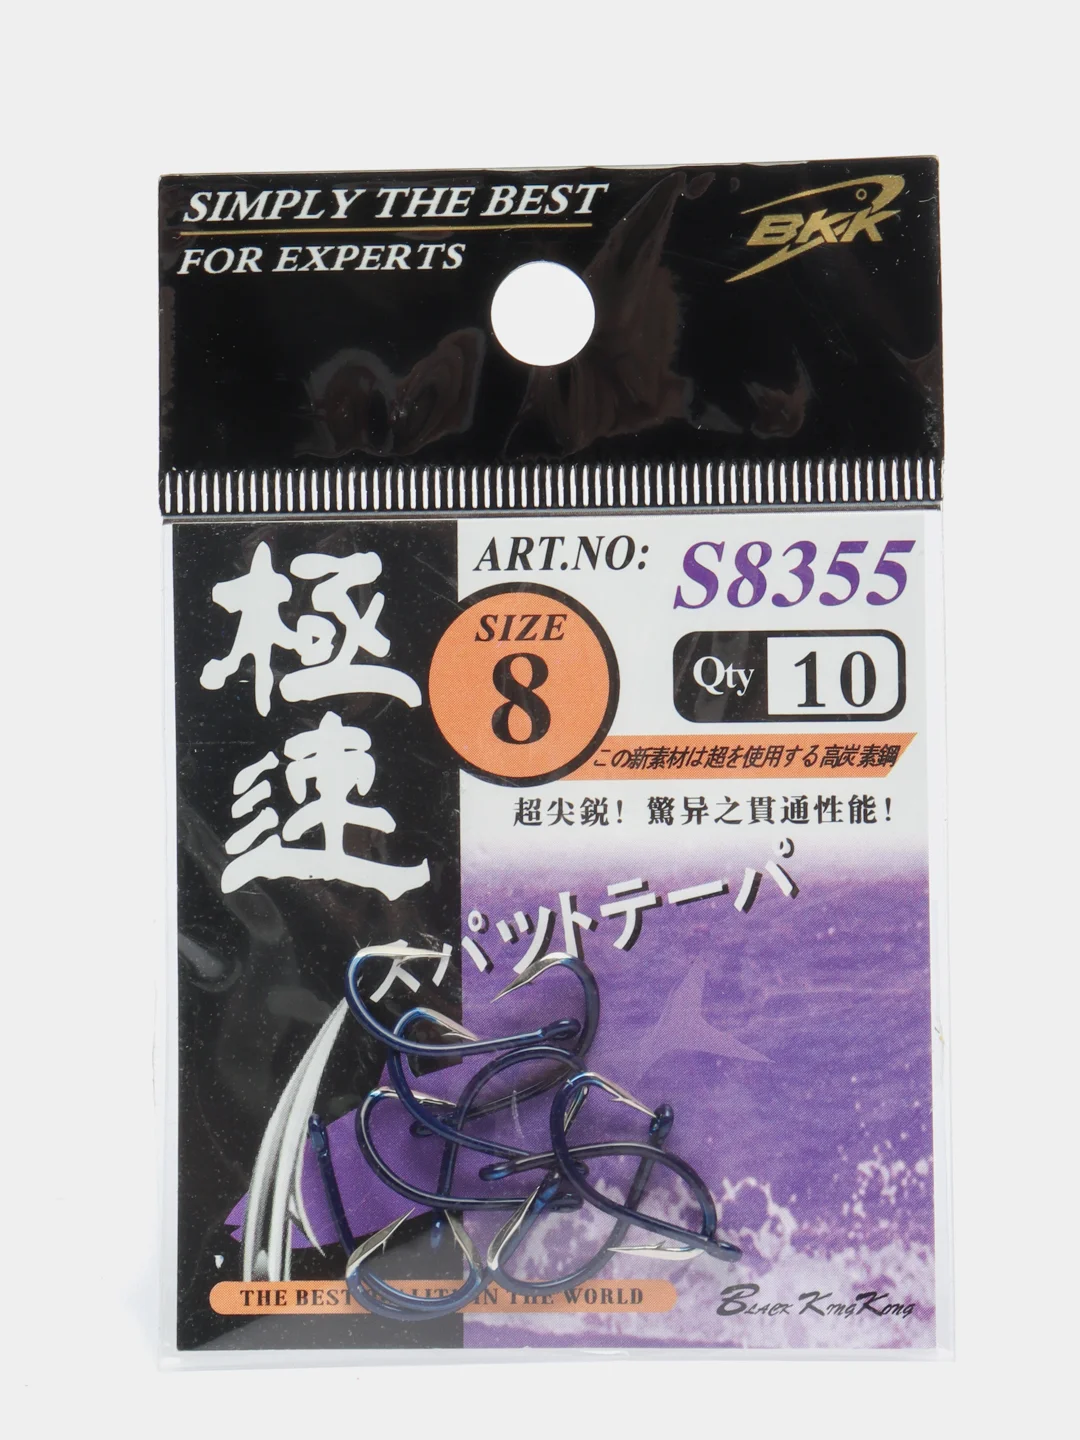 SIMPLY THE BEST
FOR EXPERTS
BKK
極速
ART.NO: S8355
SIZE
8
Qty 10
この新素材は超を使用する高炭素鋼
超尖鋭！ 驚异之貫通性能！
スパットテーパ
THE BEST IN THE WORLD
BLACK KINGKONG